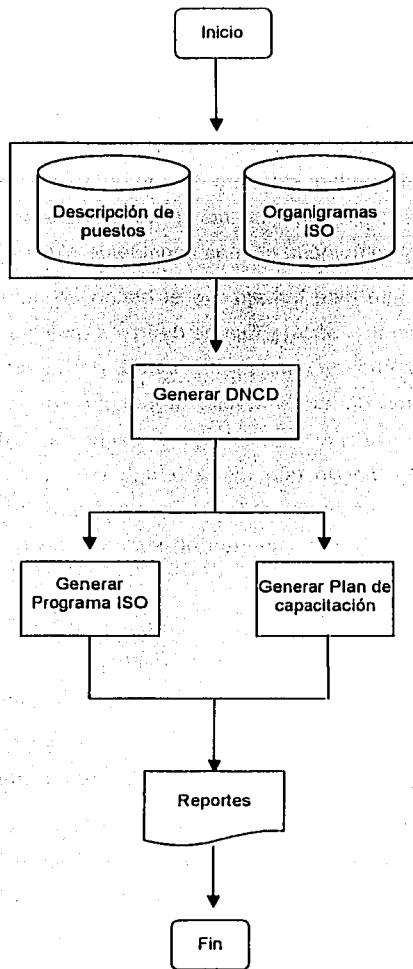 Inicio
Descripción de
puestos
Organigramas
ISO
Generar DNCD
Generar
Programa ISO
Generar Plan de
capacitación
Reportes
Fin